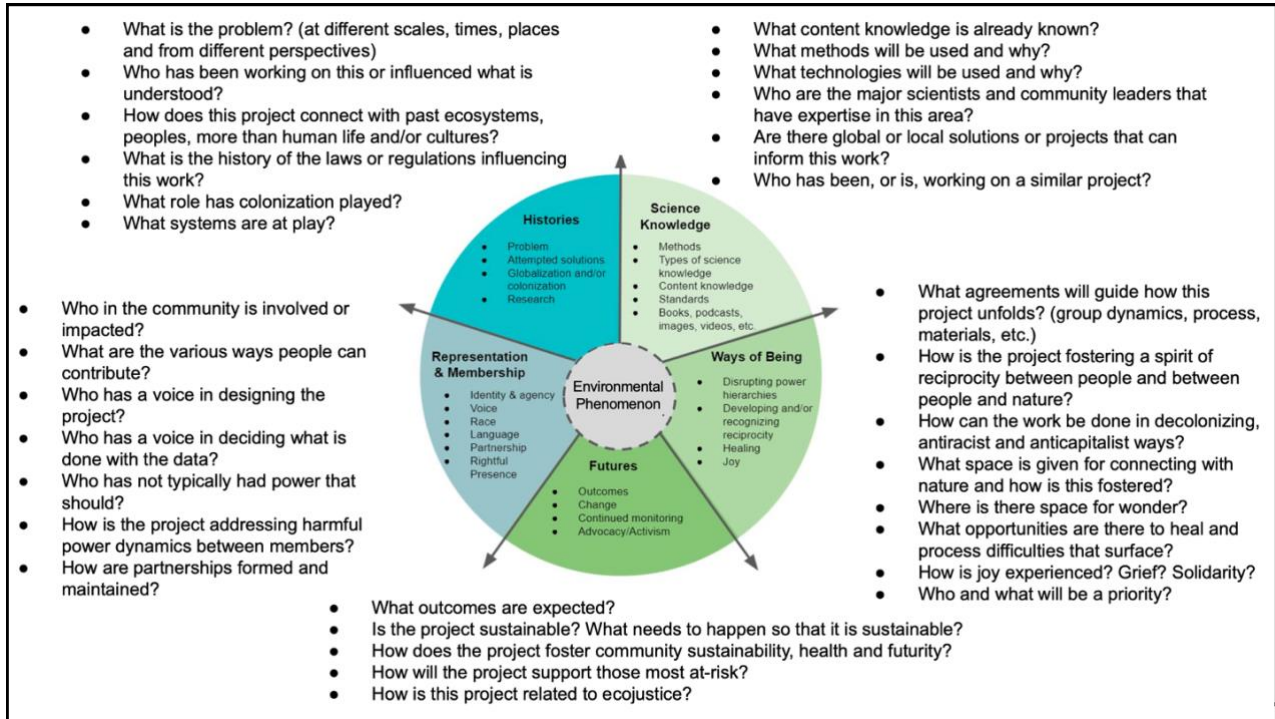 ● What is the problem? (at different scales, times, places
and from different perspectives)
● Who has been working on this or influenced what is
understood?
● How does this project connect with past ecosystems,
peoples, more than human life and/or cultures?
● What is the history of the laws or regulations influencing
this work?
● What role has colonization played?
● What systems are at play?
● What content knowledge is already known?
● What methods will be used and why?
● What technologies will be used and why?
● Who are the major scientists and community leaders that
have expertise in this area?
● Are there global or local solutions or projects that can
inform this work?
● Who has been, or is, working on a similar project?
Histories
● Problem
● Attempted solutions
● Globalization and/or
colonization
● Research
Science
Knowledge
● Methods
● Types of science
knowledge
● Content knowledge
● Standards
● Books, podcasts,
images, videos, etc.
● Who in the community is involved or
impacted?
● What are the various ways people can
contribute?
● Who has a voice in designing the
project?
● Who has a voice in deciding what is
done with the data?
● Who has not typically had power that
should?
● How is the project addressing harmful
power dynamics between members?
● How are partnerships formed and
maintained?
Representation
& Membership
● Identity & agency
● Voice
● Race
● Language
● Partnership
● Rightful
Presence
Environmental
Phenomenon
Ways of Being
● Disrupting power
hierarchies
● Developing and/or
recognizing
reciprocity
● Healing
● Joy
● What agreements will guide how this
project unfolds? (group dynamics, process,
materials, etc.)
● How is the project fostering a spirit of
reciprocity between people and between
people and nature?
● How can the work be done in decolonizing,
antiracist and anticapitalist ways?
● What space is given for connecting with
nature and how is this fostered?
● Where is there space for wonder?
● What opportunities are there to heal and
process difficulties that surface?
● How is joy experienced? Grief? Solidarity?
● Who and what will be a priority?
Futures
● Outcomes
● Change
● Continued monitoring
● Advocacy/Activism
● What outcomes are expected?
● Is the project sustainable? What needs to happen so that it is sustainable?
● How does the project foster community sustainability, health and futurity?
● How will the project support those most at-risk?
● How is this project related to ecojustice?